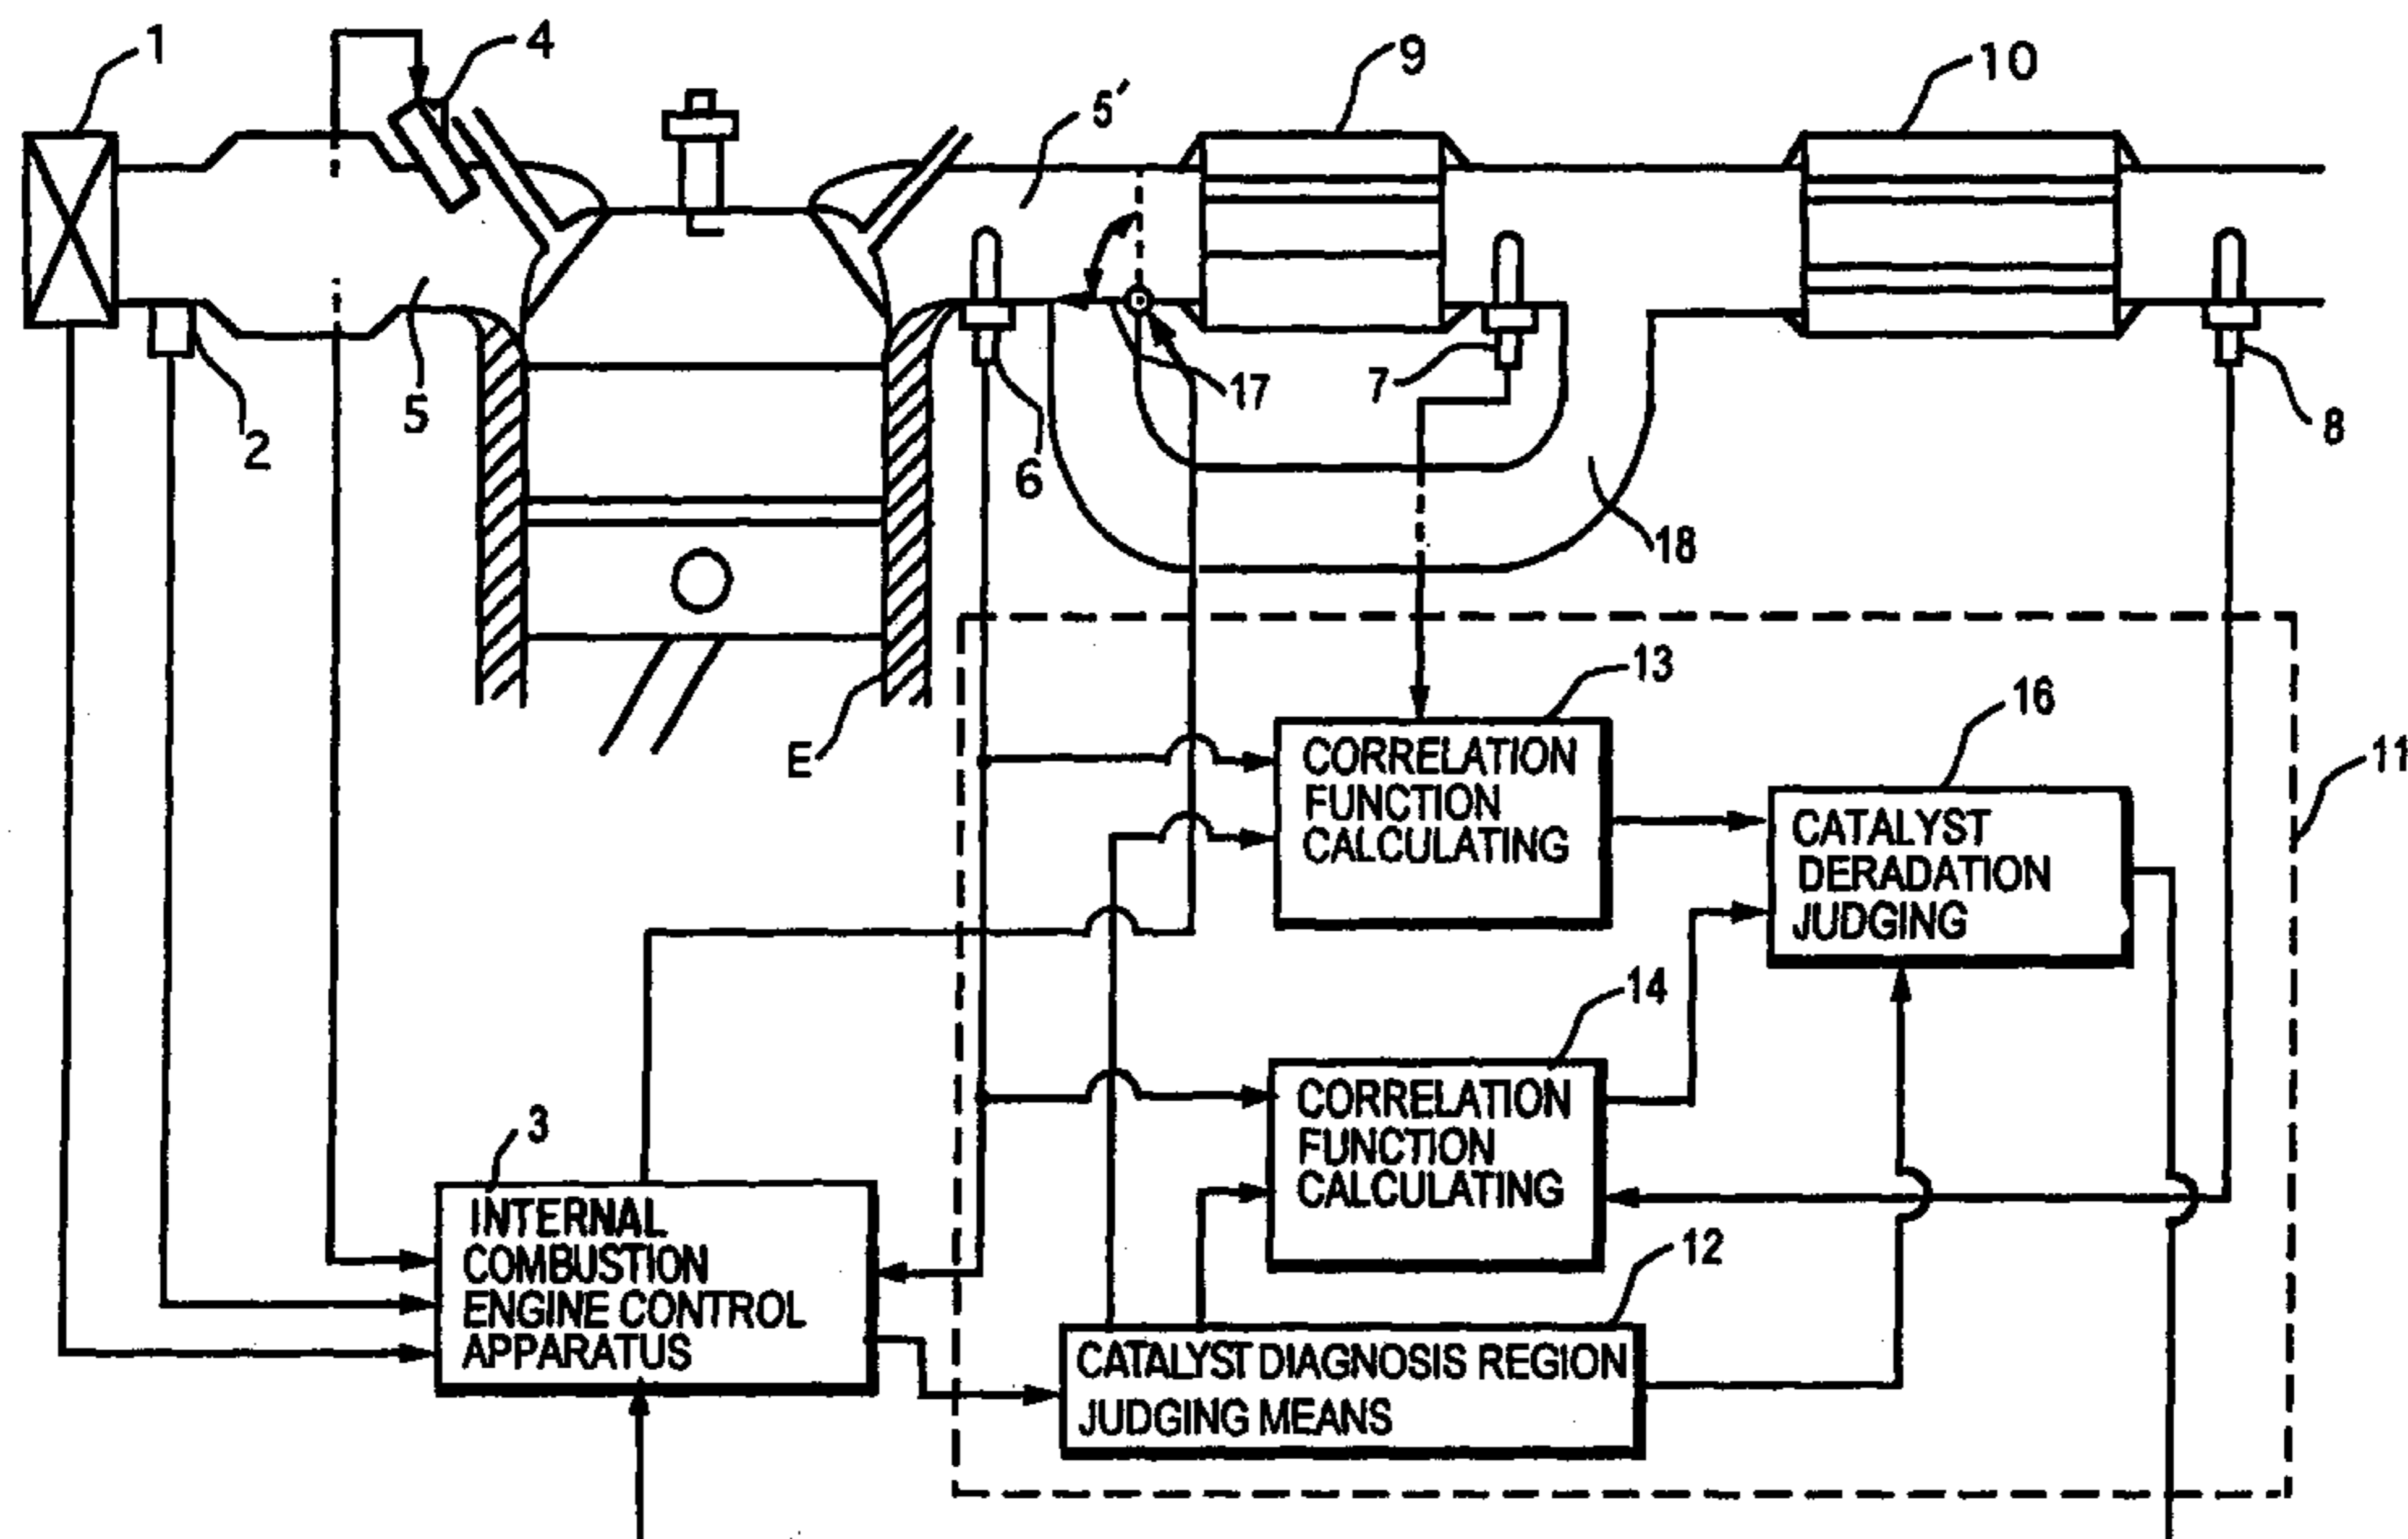 1
4
5'
9
10
5
2
6
17
7
8
18
E
13
CORRELATION
FUNCTION
CALCULATING
16
CATALYST
DERADATION
JUDGING
11
14
CORRELATION
FUNCTION
CALCULATING
3
INTERNAL
COMBUSTION
ENGINE CONTROL
APPARATUS
12
CATALYST DIAGNOSIS REGION
JUDGING MEANS